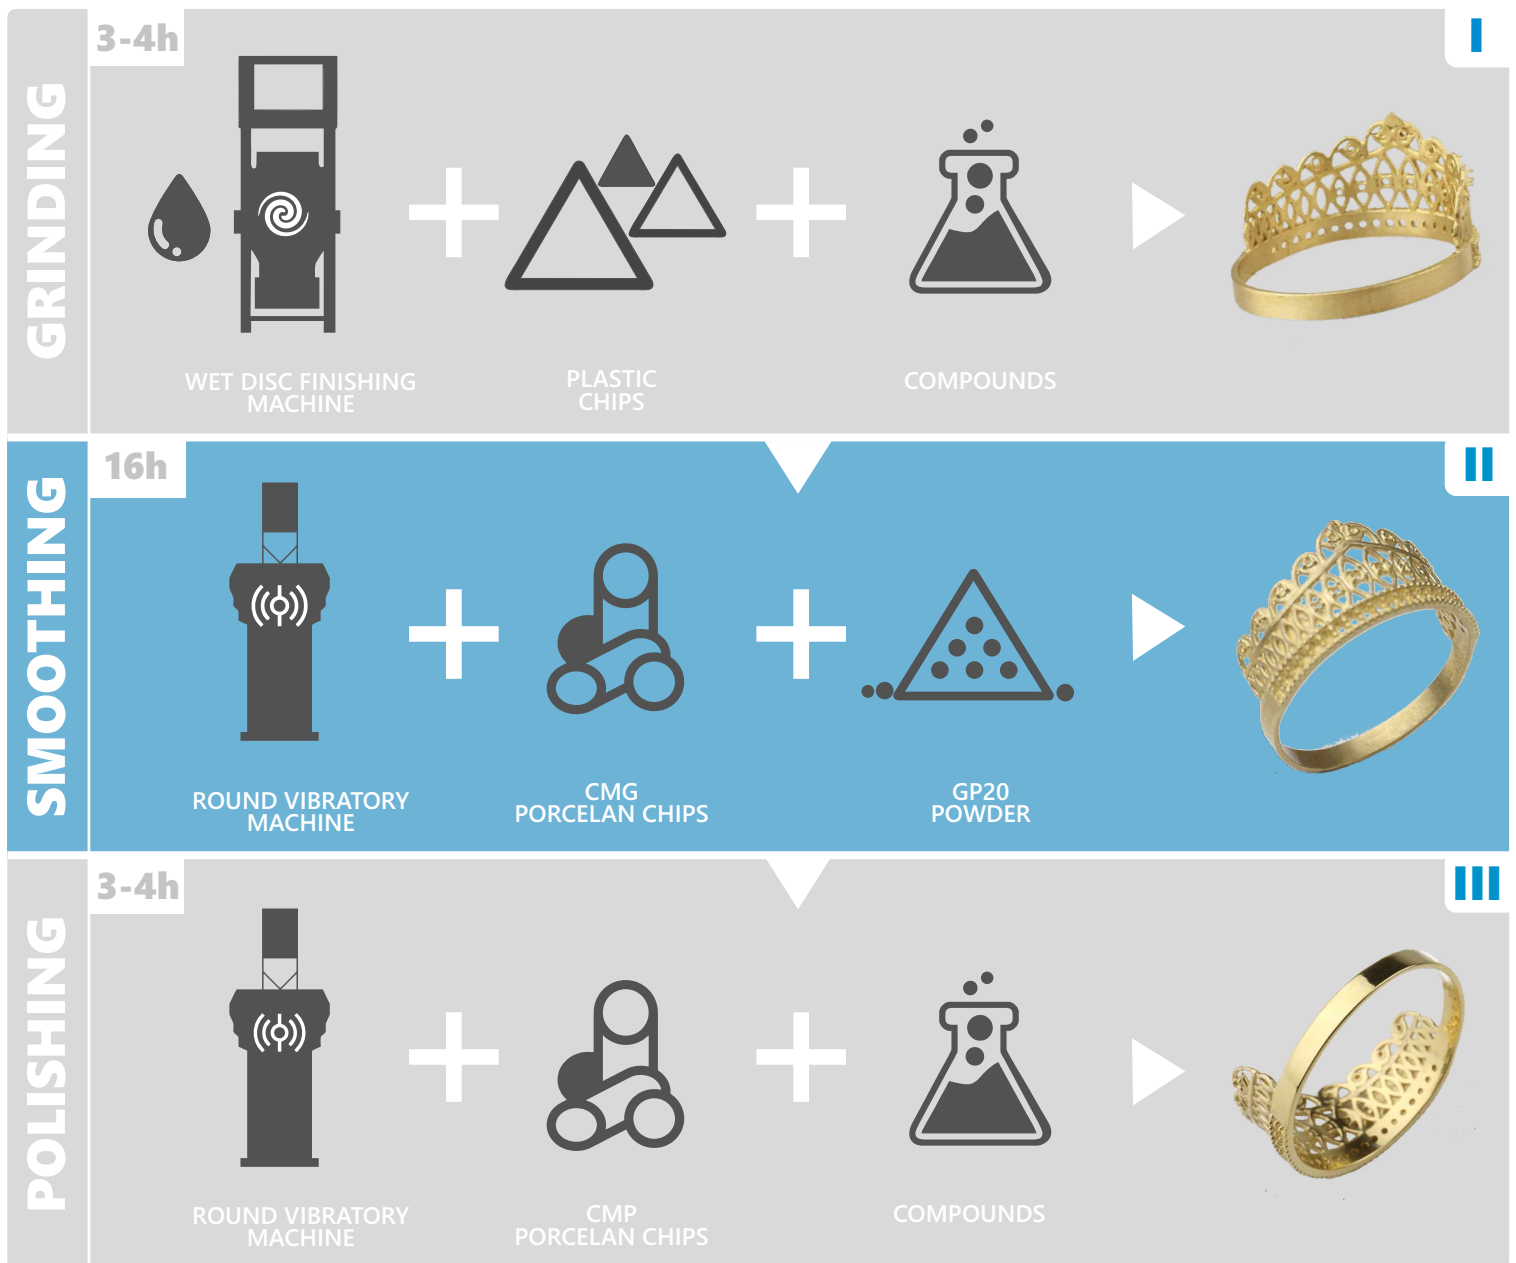 3-4h
I
GRINDING
WET DISC FINISHING
MACHINE
PLASTIC
CHIPS
COMPOUNDS
16h
II
SMOOTHING
ROUND VIBRATORY
MACHINE
CMG
PORCELAN CHIPS
GP20
POWDER
3-4h
III
POLISHING
ROUND VIBRATORY
MACHINE
CMP
PORCELAN CHIPS
COMPOUNDS